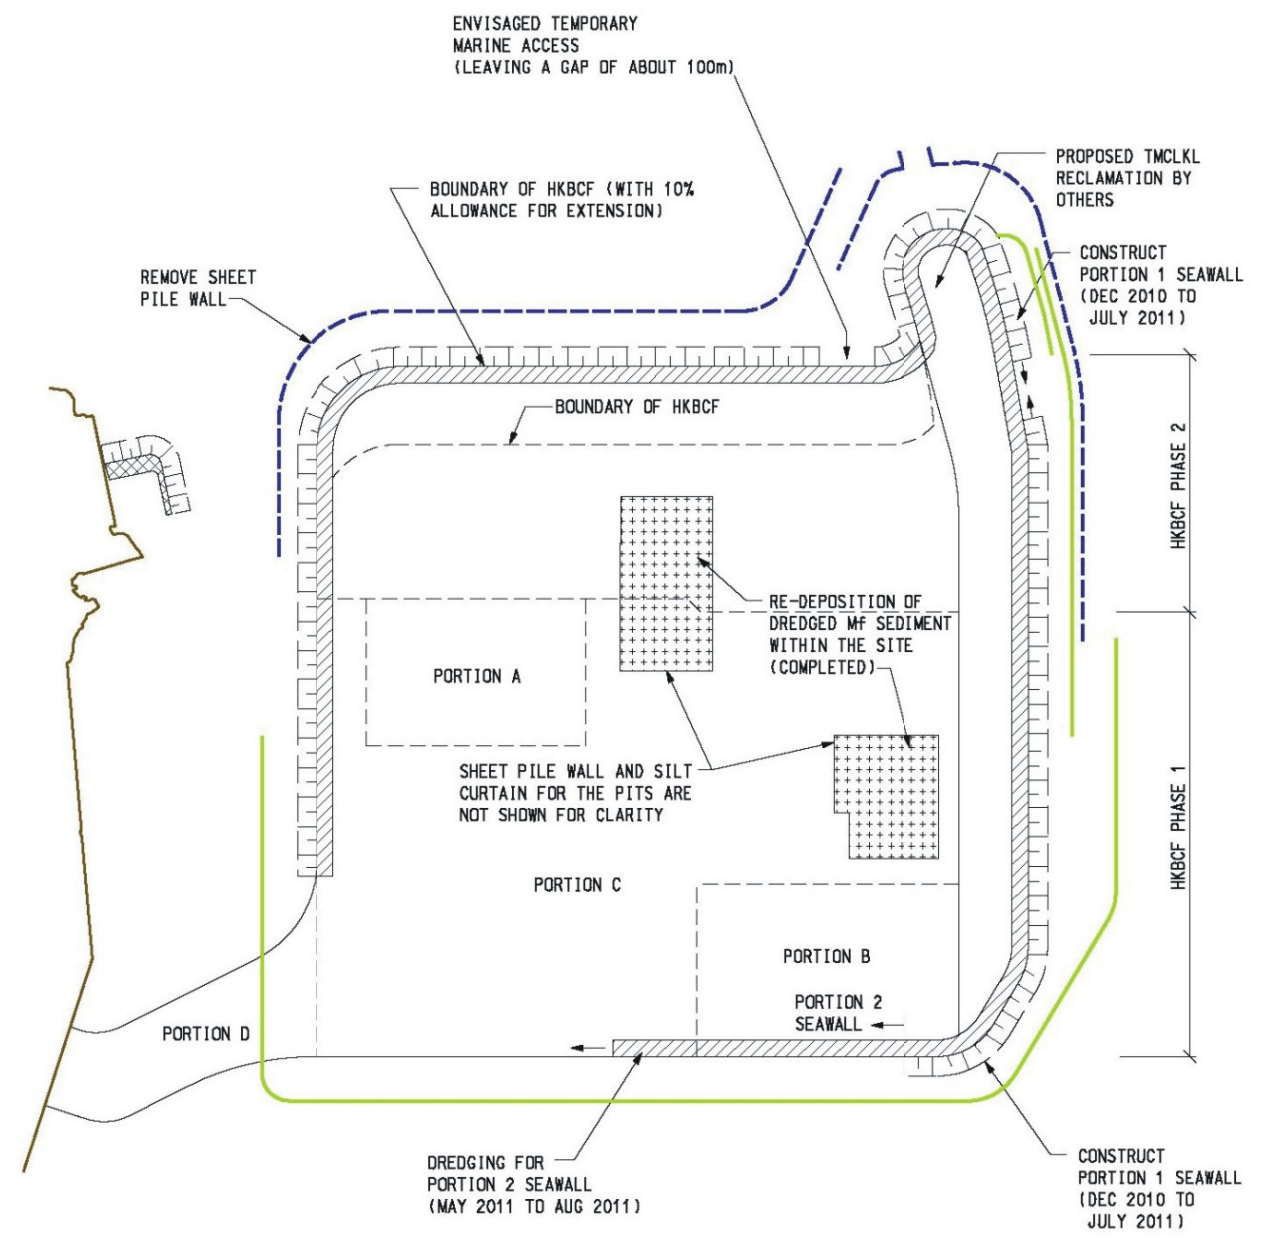 ENVISAGED TEMPORARY
MARINE ACCESS
(LEAVING A GAP OF ABOUT 100m)
PROPOSED TMCLKL
RECLAMATION BY
OTHERS
BOUNDARY OF HKBCF (WITH 10%
ALLOWANCE FOR EXTENSION)
CONSTRUCT
PORTION 1 SEAWALL
(DEC 2010 TO
JULY 2011)
REMOVE SHEET
PILE WALL
BOUNDARY OF HKBCF
HKBCF PHASE 2
RE-DEPOSITION OF
DREDGED Mf SEDIMENT
WITHIN THE SITE
(COMPLETED)
PORTION A
SHEET PILE WALL AND SILT
CURTAIN FOR THE PITS ARE
NOT SHOWN FOR CLARITY
HKBCF PHASE 1
PORTION C
PORTION B
PORTION 2
SEAWALL
PORTION D
DREDGING FOR
PORTION 2 SEAWALL
(MAY 2011 TO AUG 2011)
CONSTRUCT
PORTION 1 SEAWALL
(DEC 2010 TO
JULY 2011)